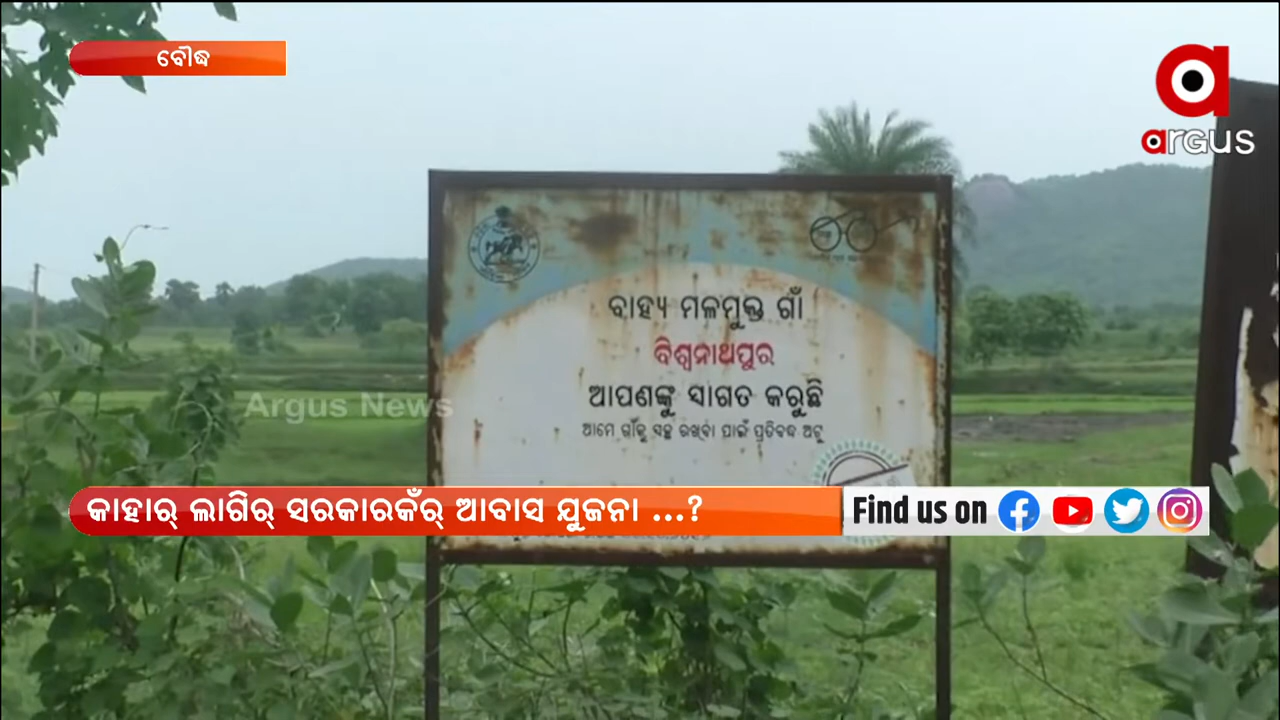 ବୌଦ୍ଧ
argus
ବାହ୍ୟ ମଳମୁକ୍ତ ଗାଁ
ବିଶ୍ୱନାଥପୁର
ଆପଣଙ୍କୁ ସ୍ୱାଗତ କରୁଛି
ଆମେ ଗାଁକୁ ସ୍ୱଚ୍ଛ ରଖିବା ପାଇଁ ପ୍ରତିବଦ୍ଧ ଅଟୁ
Argus News
କାହାର୍ ଲାଗିର୍ ସରକାରକଁର୍ ଆବାସ ଯୁଜନା ...?
Find us on